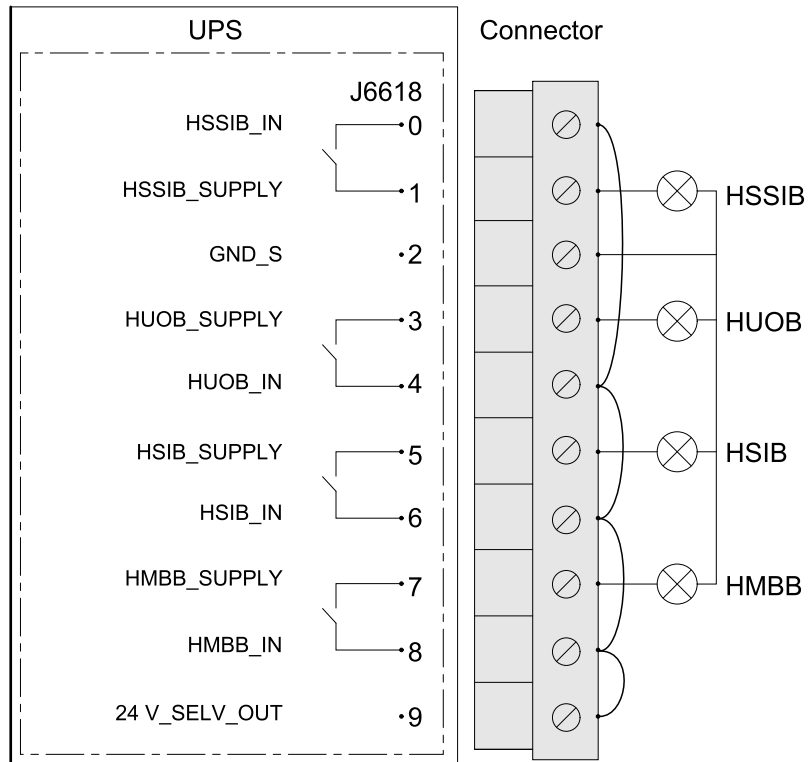 UPS
Connector
J6618
HSSIB_IN 0
HSSIB_SUPPLY 1 HSSIB
GND_S 2
HUOB_SUPPLY 3 HUOB
HUOB_IN 4
HSIB_SUPPLY 5 HSIB
HSIB_IN 6
HMBB_SUPPLY 7 HMBB
HMBB_IN 8
24 V_SELV_OUT 9